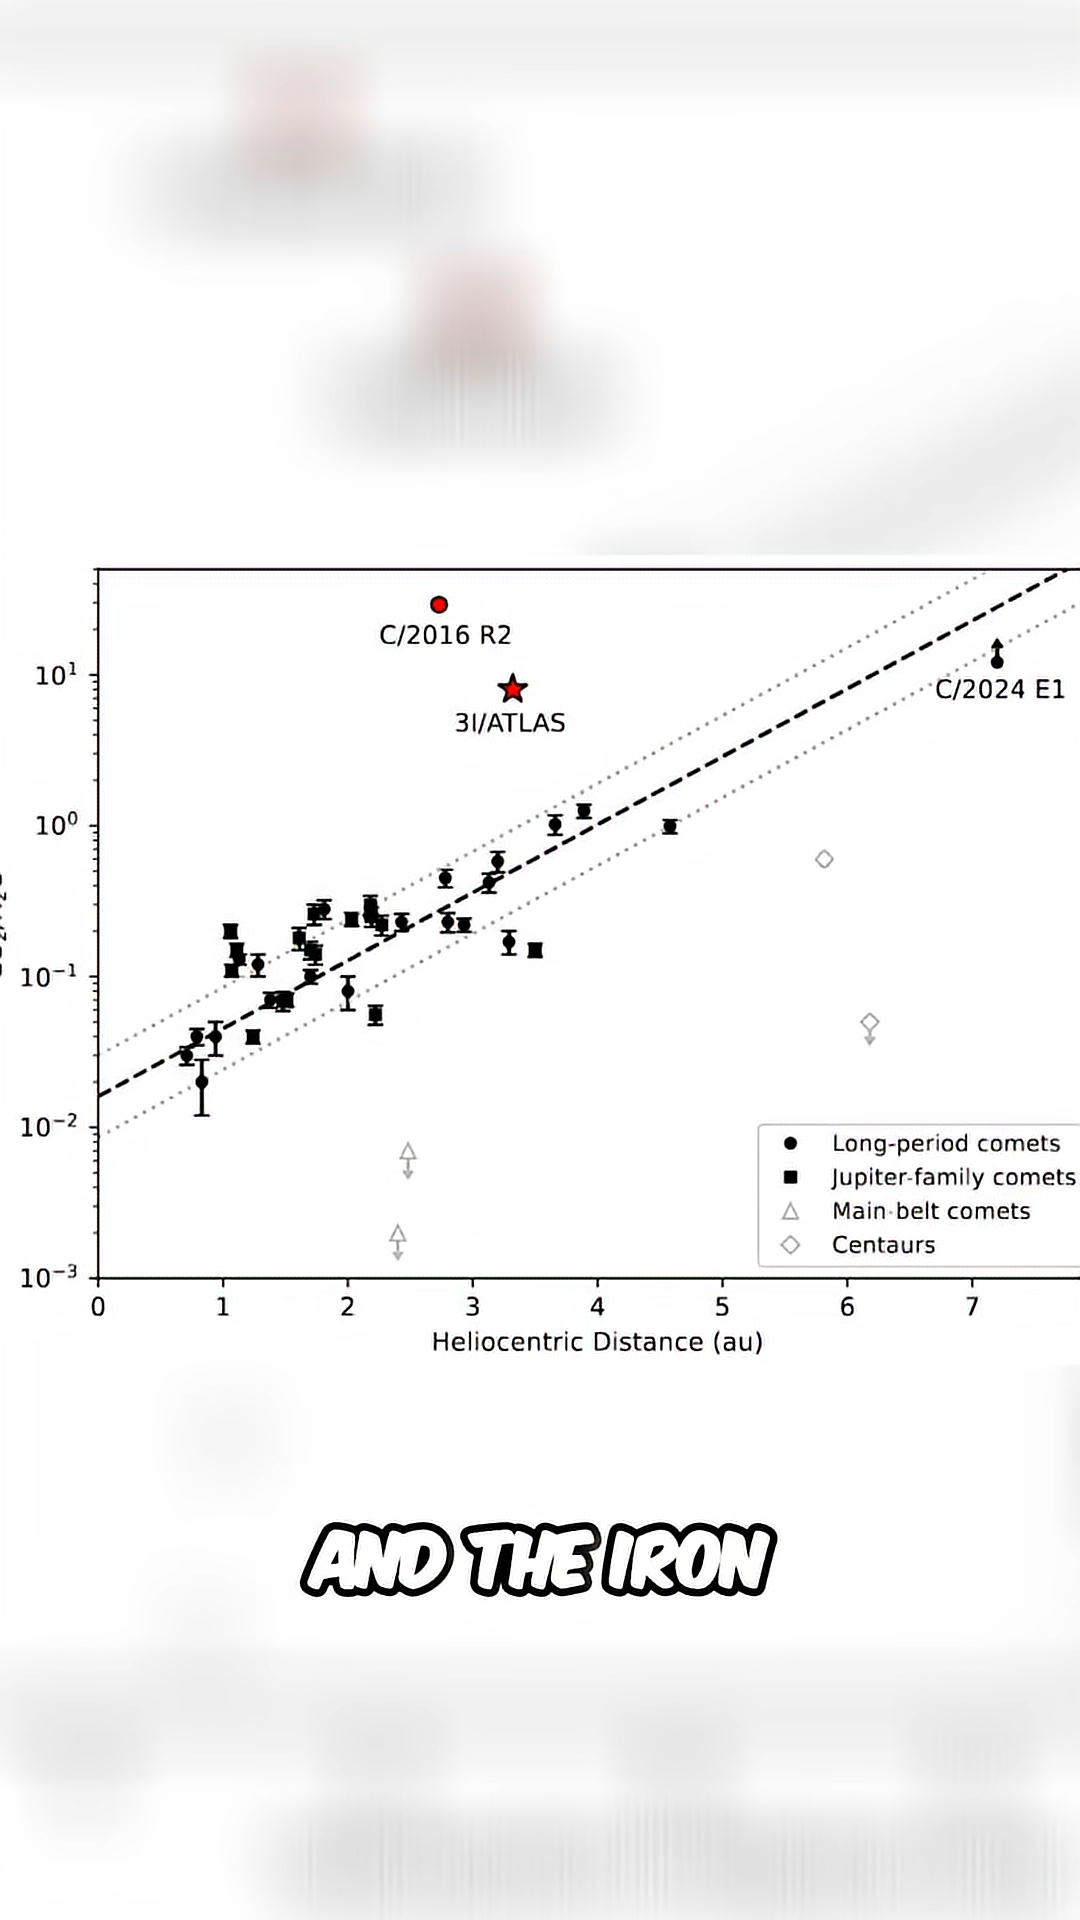 C/2016 R2
3I/ATLAS
C/2024 E1
10¹
10⁰
10⁻¹
10⁻²
10⁻³
Long-period comets
Jupiter-family comets
Main-belt comets
Centaurs
0 1 2 3 4 5 6 7
Heliocentric Distance (au)
AND THE IRON